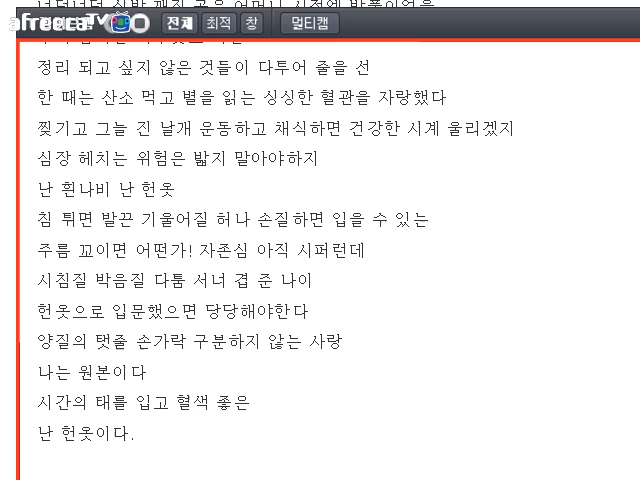 afreeca TV
전체 최적 창 멀티캠
정리 되고 싶지 않은 것들이 다투어 줄을 선
한 때는 산소 먹고 별을 읽는 싱싱한 혈관을 자랑했다
찢기고 그늘 진 날개 운동하고 채식하면 건강한 시계 울리겠지
심장 헤치는 위험은 밟지 말아야하지
난 흰나비 난 헌옷
침 튀면 발끈 기울어질 허나 손질하면 입을 수 있는
주름 꼬이면 어떤가! 자존심 아직 시퍼런데
시침질 박음질 다툼 서너 겹 준 나이
헌옷으로 입문했으면 당당해야한다
양질의 탯줄 손가락 구분하지 않는 사랑
나는 원본이다
시간의 태를 입고 혈색 좋은
난 헌옷이다.